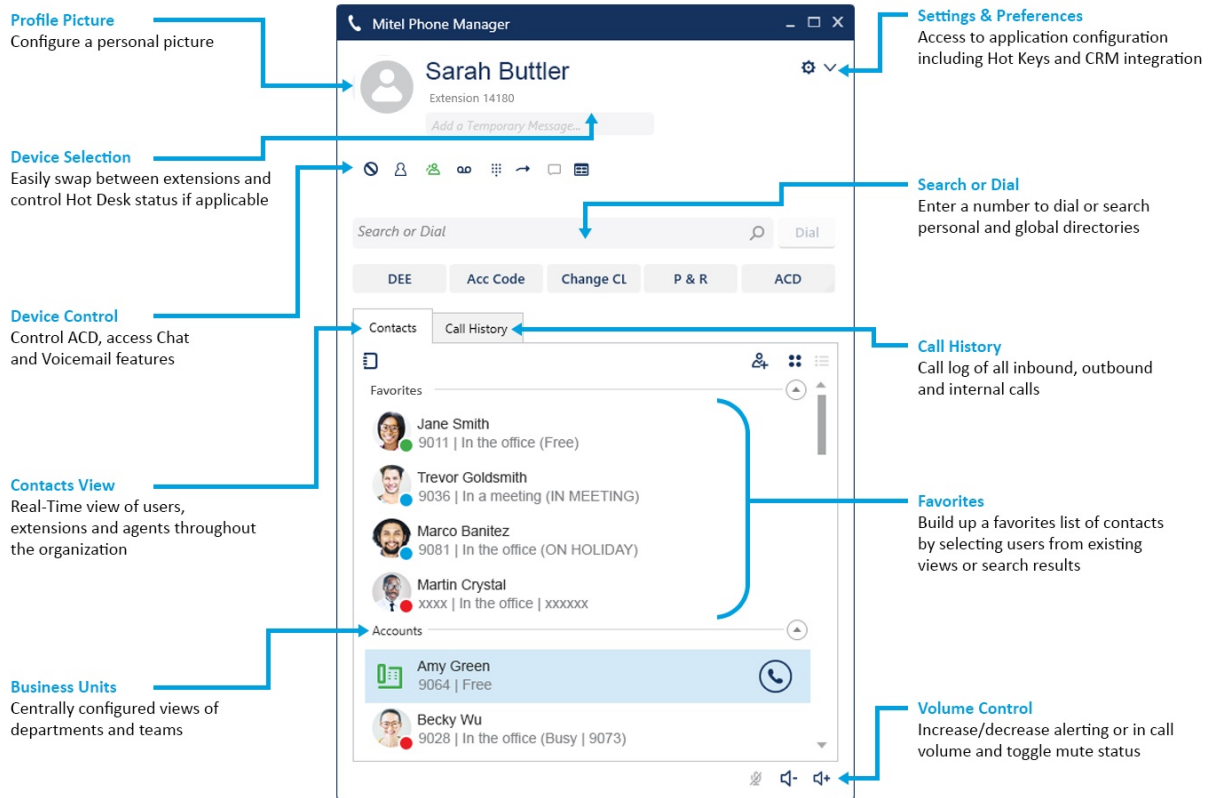 Profile Picture
Configure a personal picture
Device Selection
Easily swap between extensions and
control Hot Desk status if applicable
Device Control
Control ACD, access Chat
and Voicemail features
Contacts View
Real-Time view of users,
extensions and agents throughout
the organization
Business Units
Centrally configured views of
departments and teams
Mitel Phone Manager
Sarah Buttler
Extension 14180
Add a Temporary Message...
Search or Dial
Dial
DEE
Acc Code
Change CL
P & R
ACD
Contacts
Call History
Favorites
Jane Smith
9011 | In the office (Free)
Trevor Goldsmith
9036 | In a meeting (IN MEETING)
Marco Banitez
9081 | In the office (ON HOLIDAY)
Martin Crystal
xxxx | In the office | xxxxxx
Accounts
Amy Green
9064 | Free
Becky Wu
9028 | In the office (Busy | 9073)
Settings & Preferences
Access to application configuration
including Hot Keys and CRM integration
Search or Dial
Enter a number to dial or search
personal and global directories
Call History
Call log of all inbound, outbound
and internal calls
Favorites
Build up a favorites list of contacts
by selecting users from existing
views or search results
Volume Control
Increase/decrease alerting or in call
volume and toggle mute status